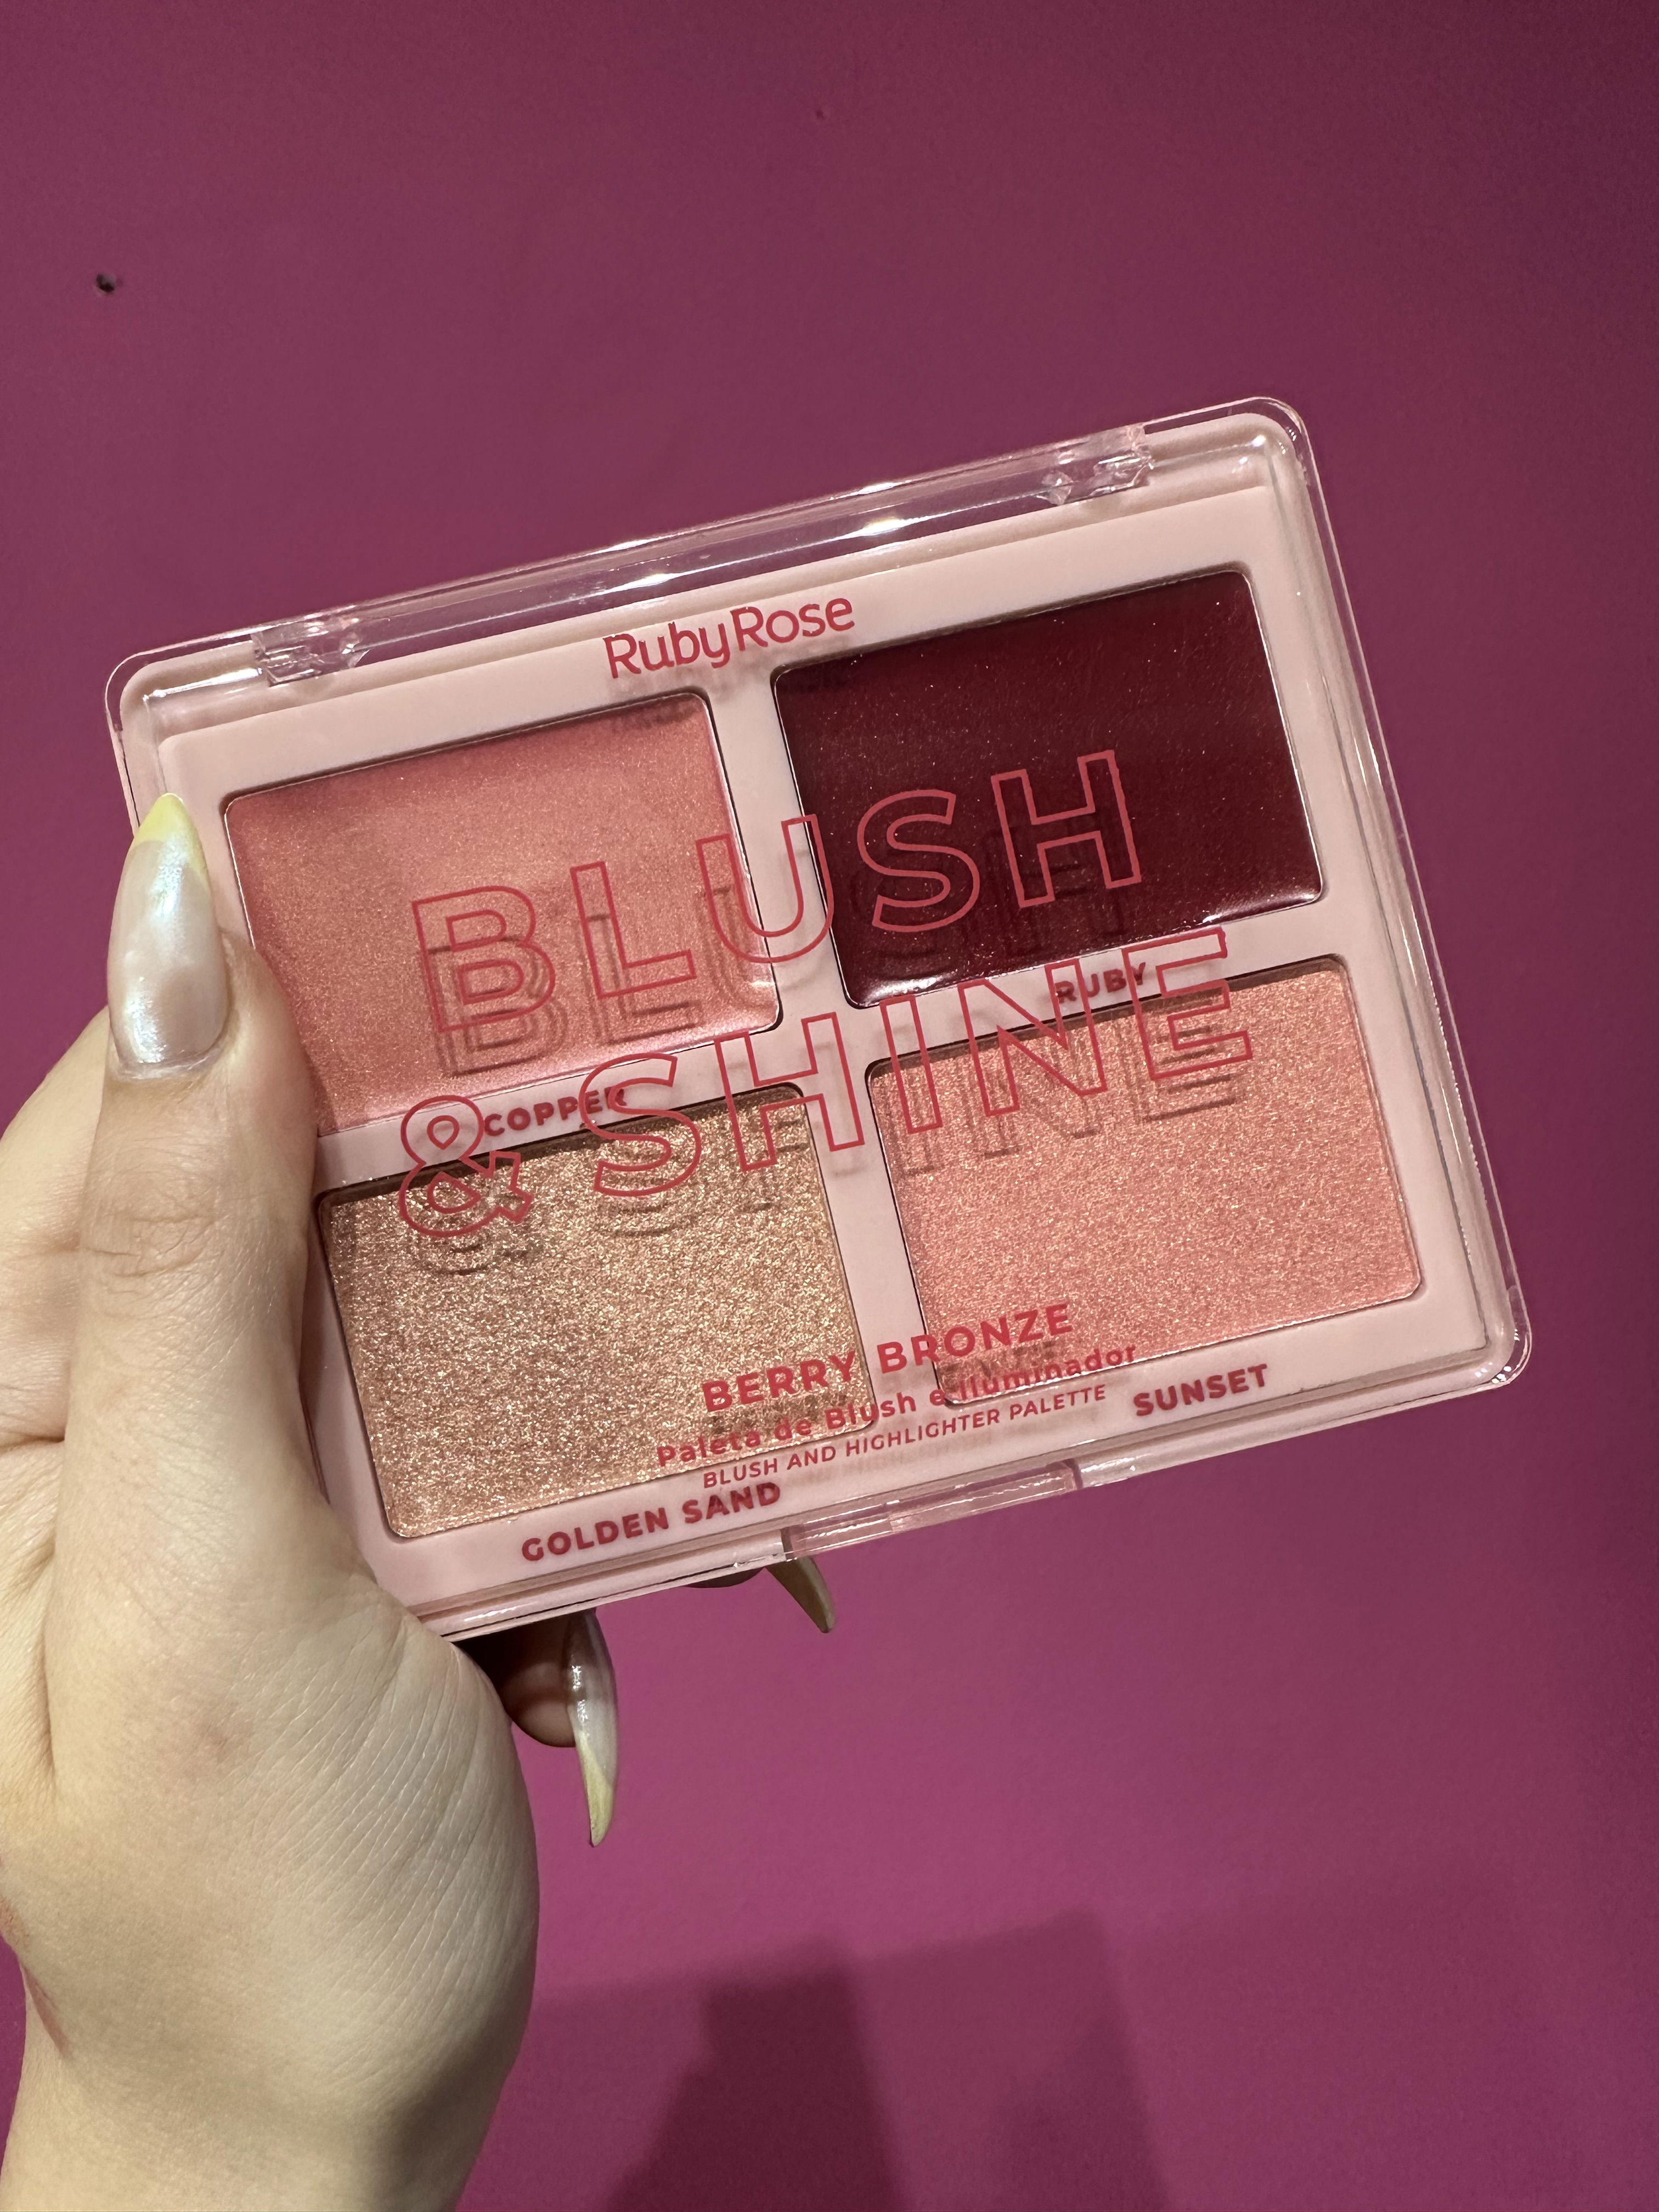 RubyRose
BLUSH
& SHINE
COPPER
RUBY
BERRY BRONZE
Paleta de Blush e Iluminador
BLUSH AND HIGHLIGHTER PALETTE
GOLDEN SAND
SUNSET